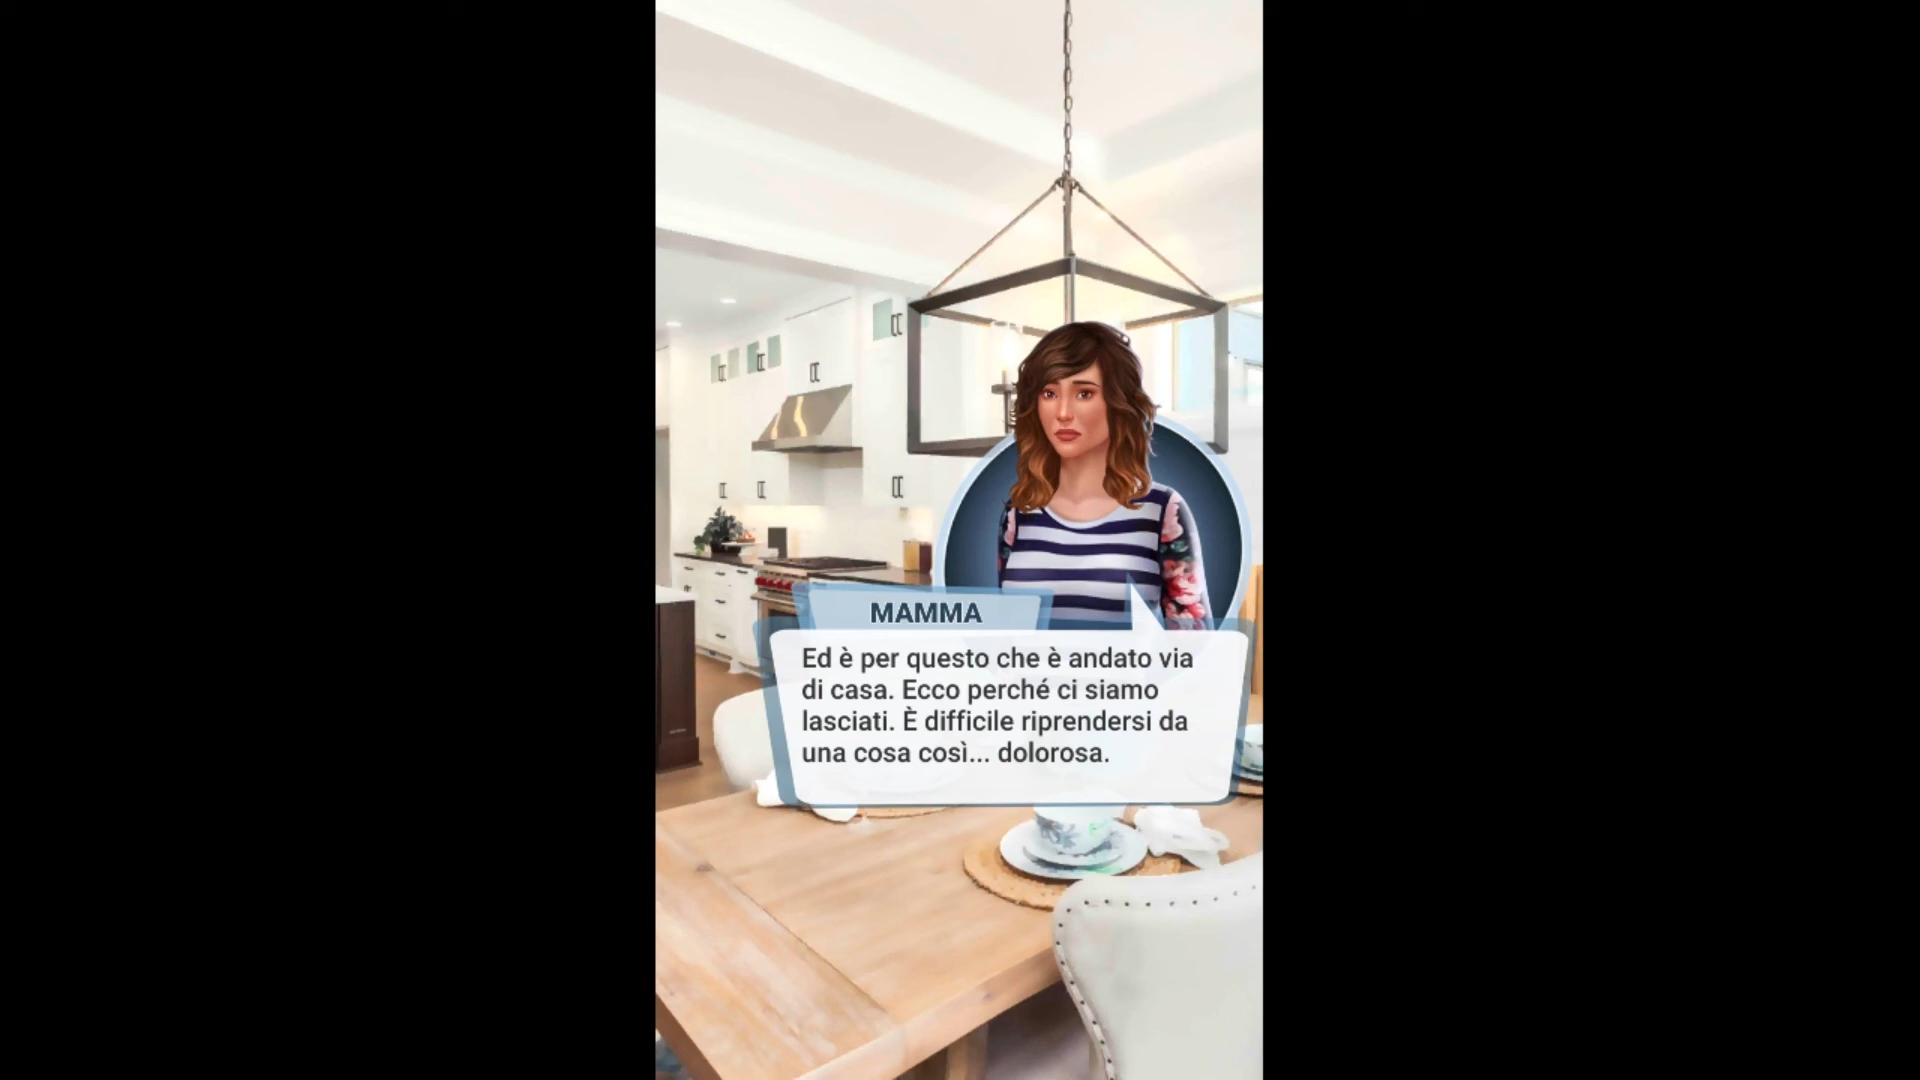 MAMMA
Ed è per questo che è andato via
di casa. Ecco perché ci siamo
lasciati. È difficile riprendersi da
una cosa così... dolorosa.